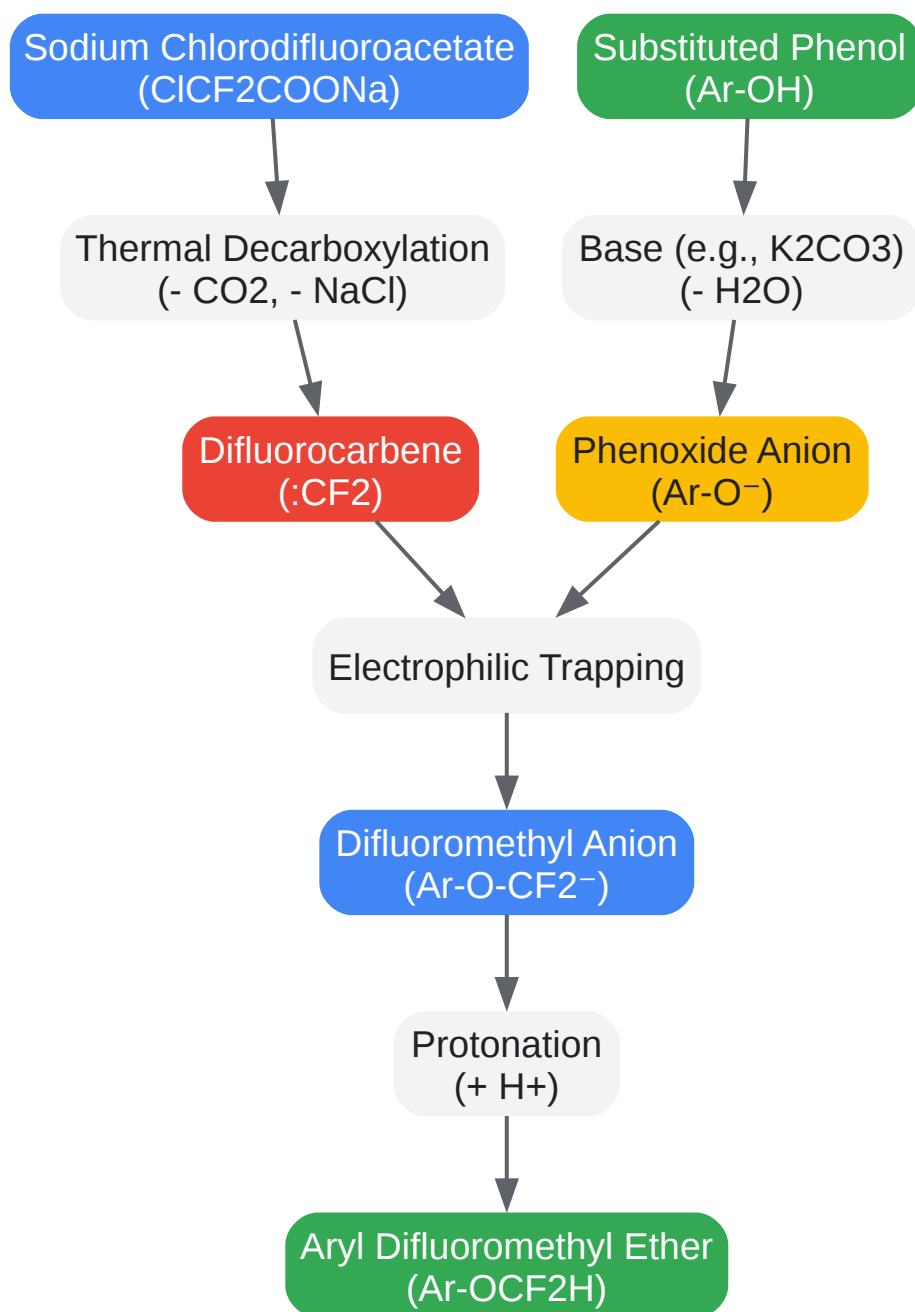 Sodium Chlorodifluoroacetate
(ClCF2COONa)
Substituted Phenol
(Ar-OH)
Thermal Decarboxylation
(- CO2, - NaCl)
Base (e.g., K2CO3)
(- H2O)
Difluorocarbene
(:CF2)
Phenoxide Anion
(Ar-O⁻)
Electrophilic Trapping
Difluoromethyl Anion
(Ar-O-CF2⁻)
Protonation
(+ H+)
Aryl Difluoromethyl Ether
(Ar-OCF2H)